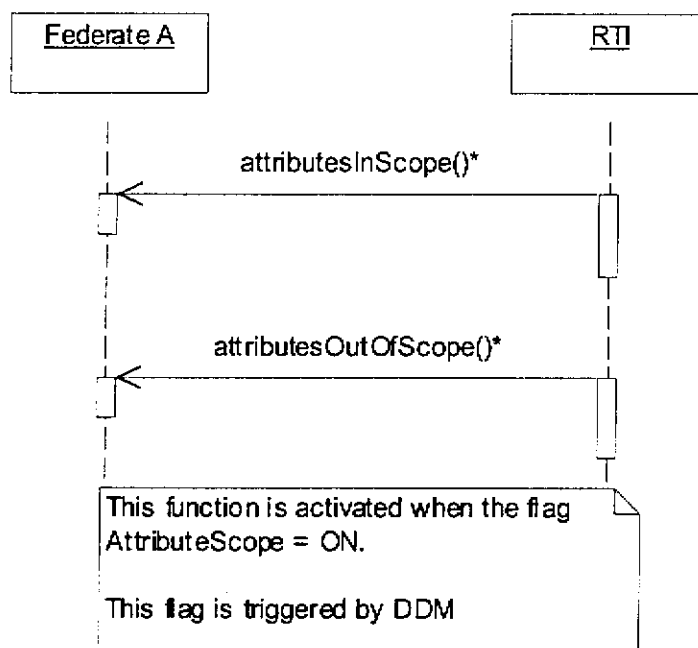 Federate A
RTI
attributesInScope()*
attributesOutOfScope()*
This function is activated when the flag
AttributeScope = ON.
This flag is triggered by DDM